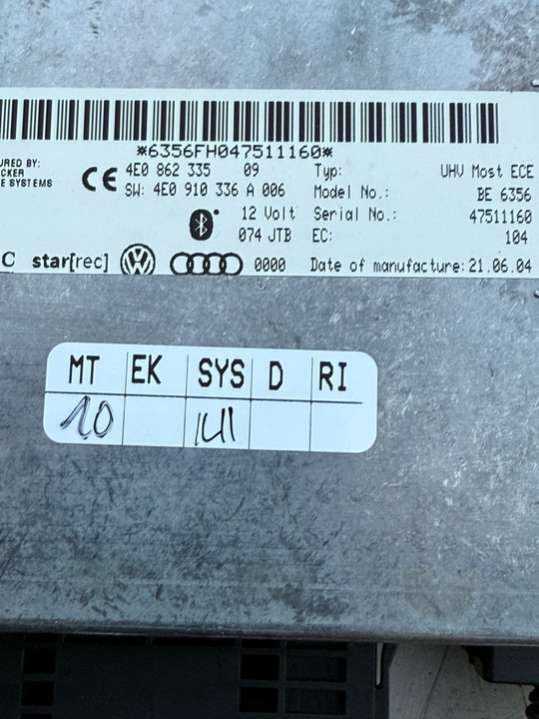 *6356FH047511160*
URED BY:
CKER
E SYSTEMS
CE 4E0 862 335 09 Typ: UHV Most ECE
SW: 4E0 910 336 A 006 Model No.: BE 6356
12 Volt Serial No.: 47511160
074 JTB EC: 104
C star[rec] 0000 Date of manufacture: 21.06.04
MT EK SYS D RI
10